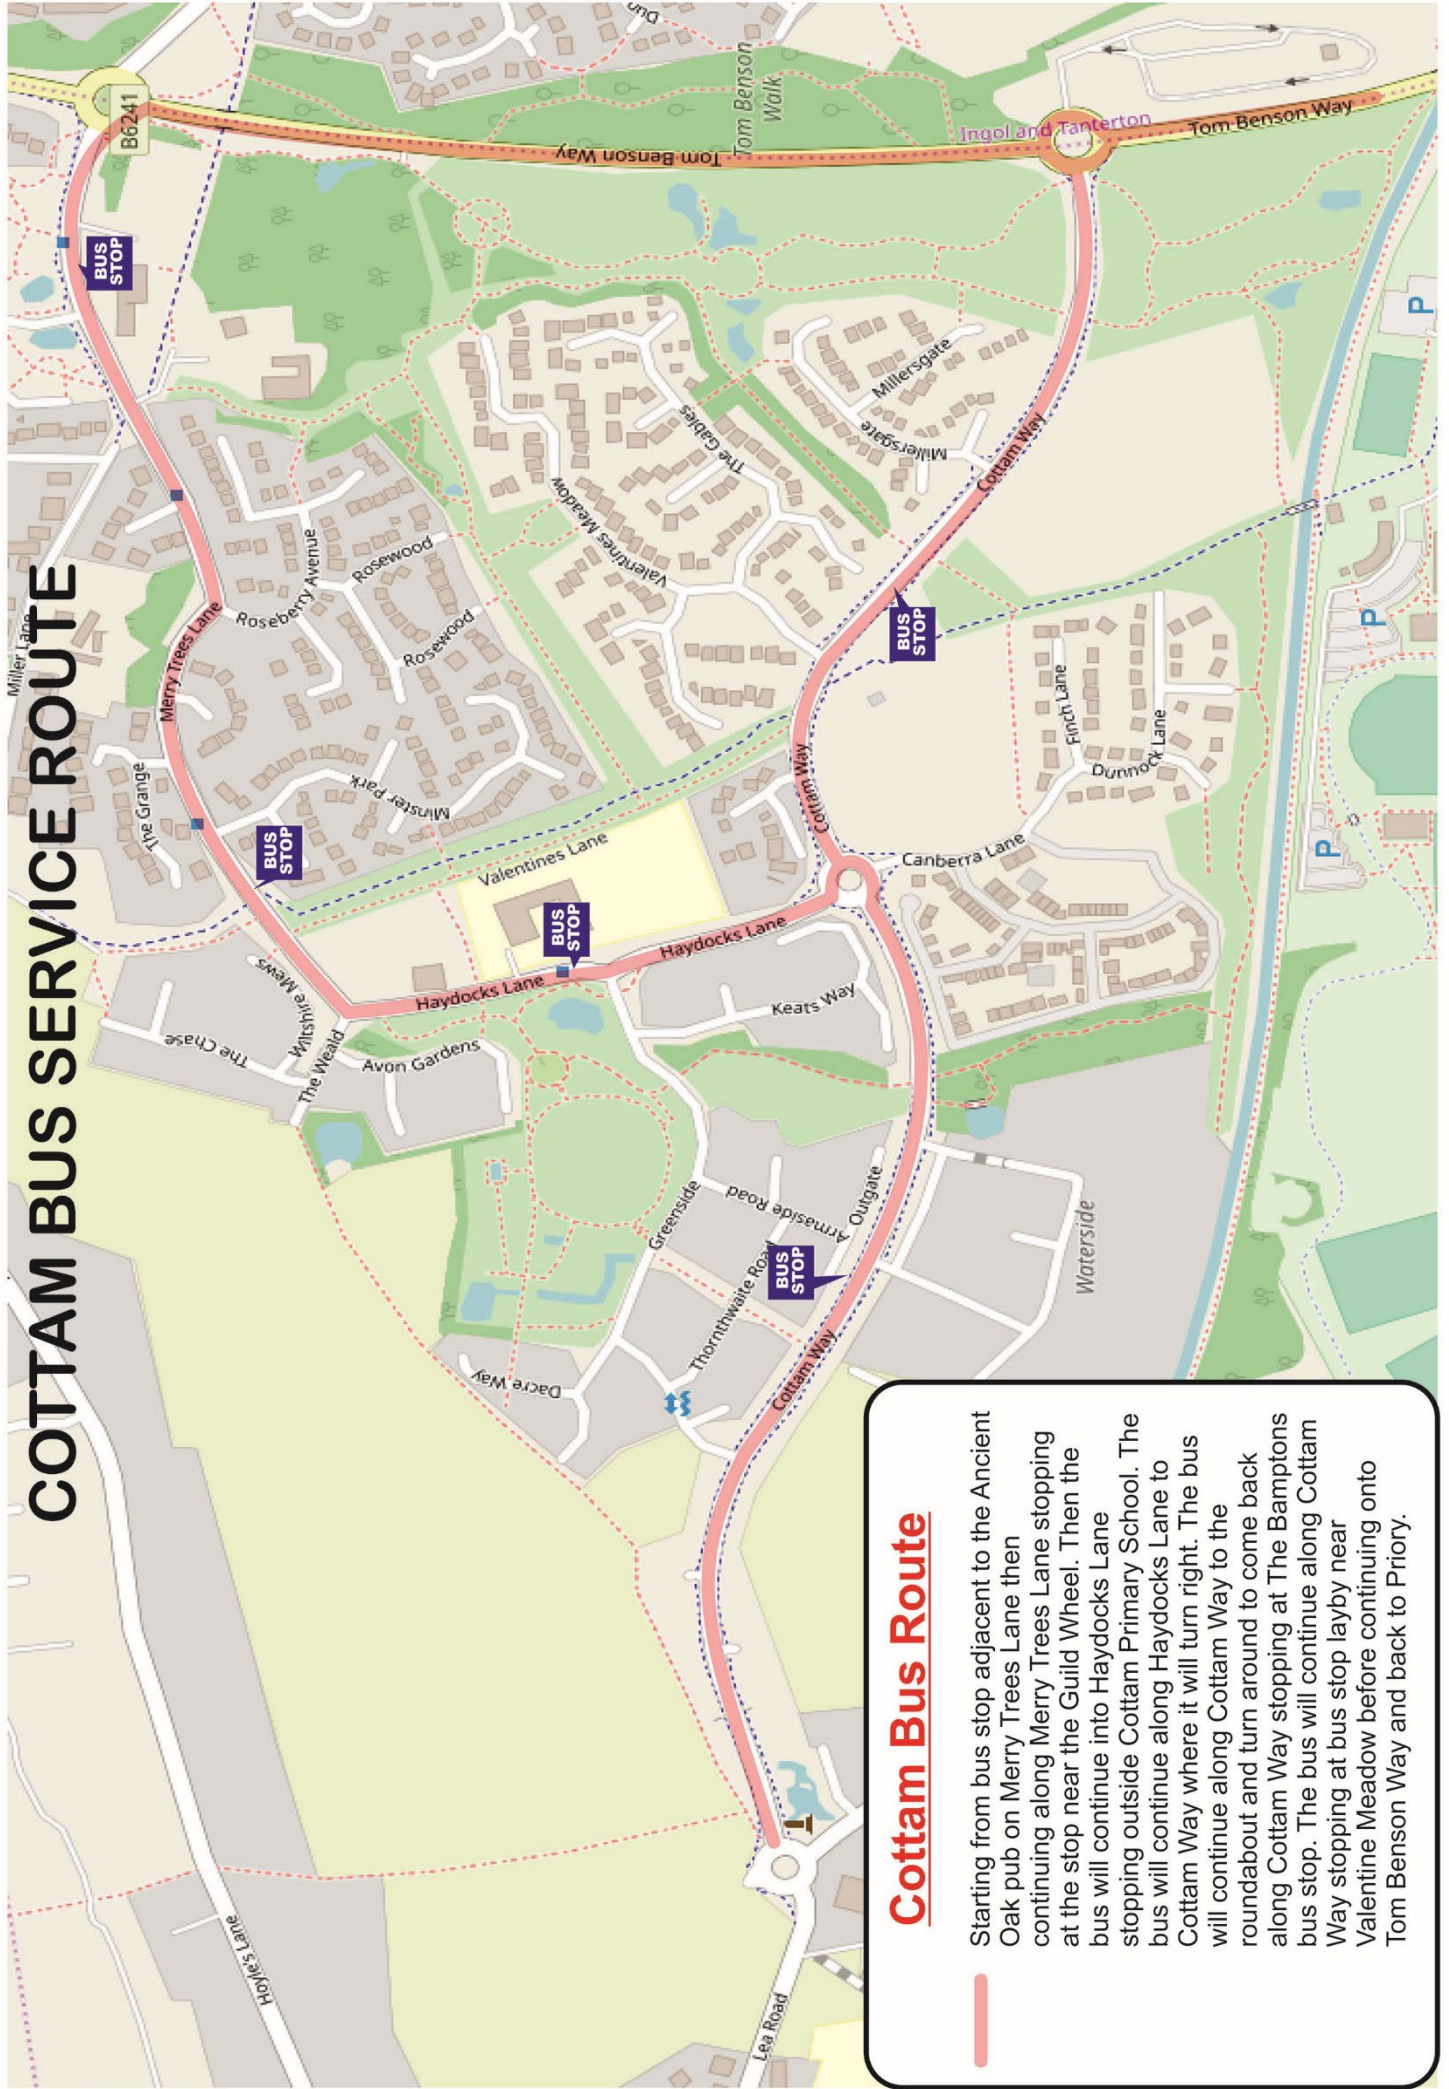 COTTAM BUS SERVICE ROUTE
Hoyle's Lane
Lea Road
Miller Lane
The Grange
Merry Trees Lane
Roseberry Avenue
Rosewood
Rosewood
Minster Park
BUS
STOP
BUS
STOP
B6241
Tom Benson Way
Tom Benson
Walk
Ingol and Tanterton
Tom Benson Way
Wiltshire Mews
The Chase
The Weald
Avon Gardens
Haydocks Lane
BUS
STOP
Valentines Lane
Haydocks Lane
Keats Way
Valentines Meadow
The Gables
Millersgate
Millersgate
Cottam Way
BUS
STOP
Cottam Way
Canberra Lane
Finch Lane
Dunnock Lane
Dacre Way
Greenside
Thornthwaite Road
Armaside Road
Outgate
BUS
STOP
Cottam Way
Waterside
P
P
P
Cottam Bus Route
Starting from bus stop adjacent to the Ancient
Oak pub on Merry Trees Lane then
continuing along Merry Trees Lane stopping
at the stop near the Guild Wheel. Then the
bus will continue into Haydocks Lane
stopping outside Cottam Primary School. The
bus will continue along Haydocks Lane to
Cottam Way where it will turn right. The bus
will continue along Cottam Way to the
roundabout and turn around to come back
along Cottam Way stopping at The Bamptons
bus stop. The bus will continue along Cottam
Way stopping at bus stop layby near
Valentine Meadow before continuing onto
Tom Benson Way and back to Priory.